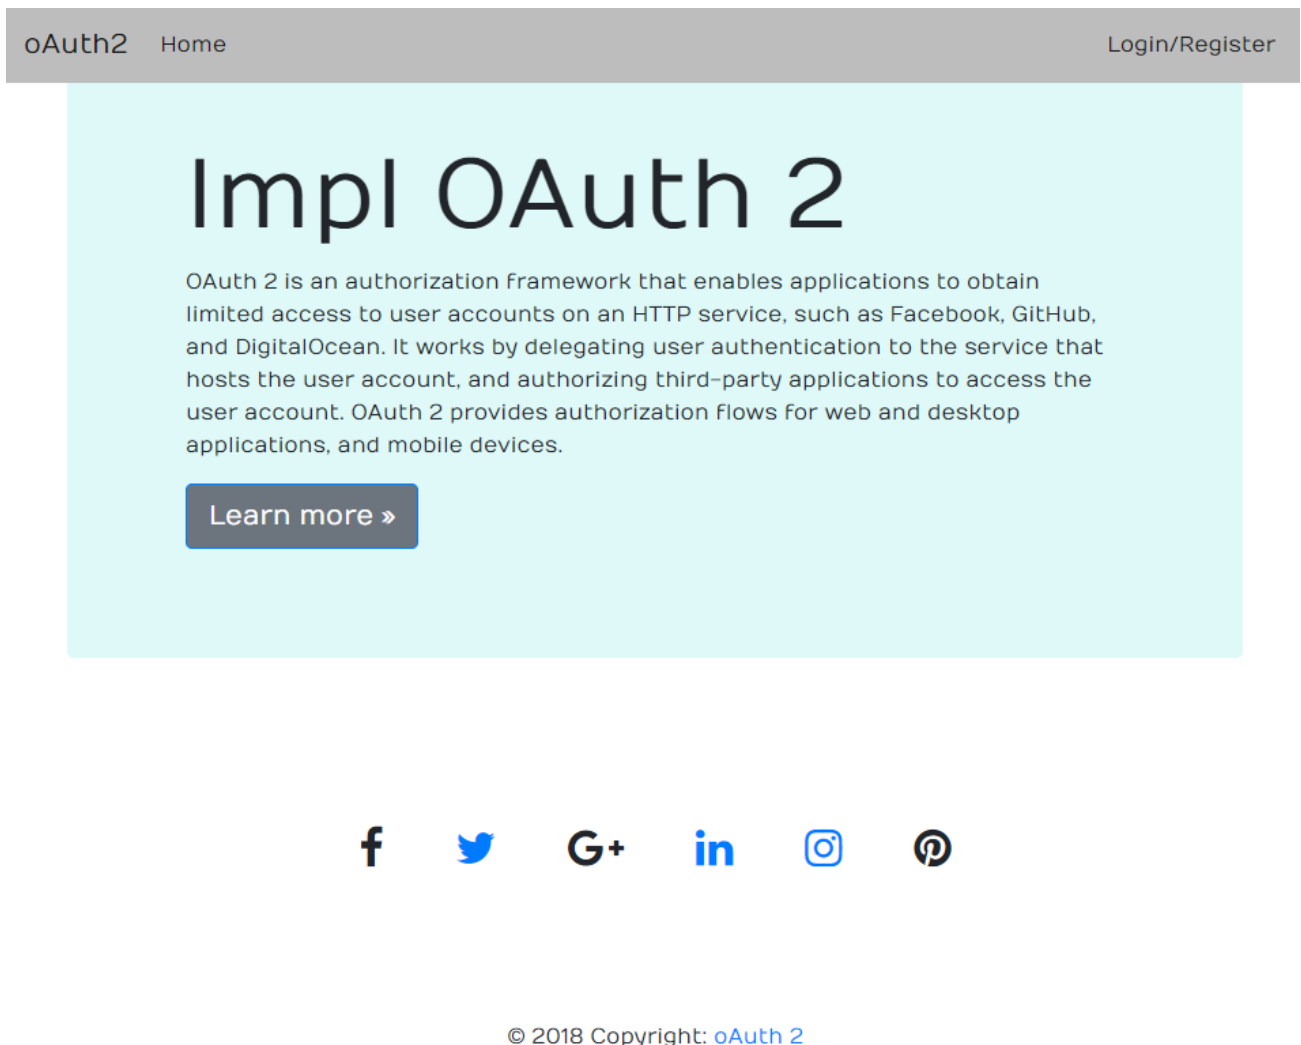 oAuth2 Home Login/Register
Impl OAuth 2
OAuth 2 is an authorization framework that enables applications to obtain
limited access to user accounts on an HTTP service, such as Facebook, GitHub,
and DigitalOcean. It works by delegating user authentication to the service that
hosts the user account, and authorizing third-party applications to access the
user account. OAuth 2 provides authorization flows for web and desktop
applications, and mobile devices.
Learn more »
f G+ in
© 2018 Copyright: oAuth 2